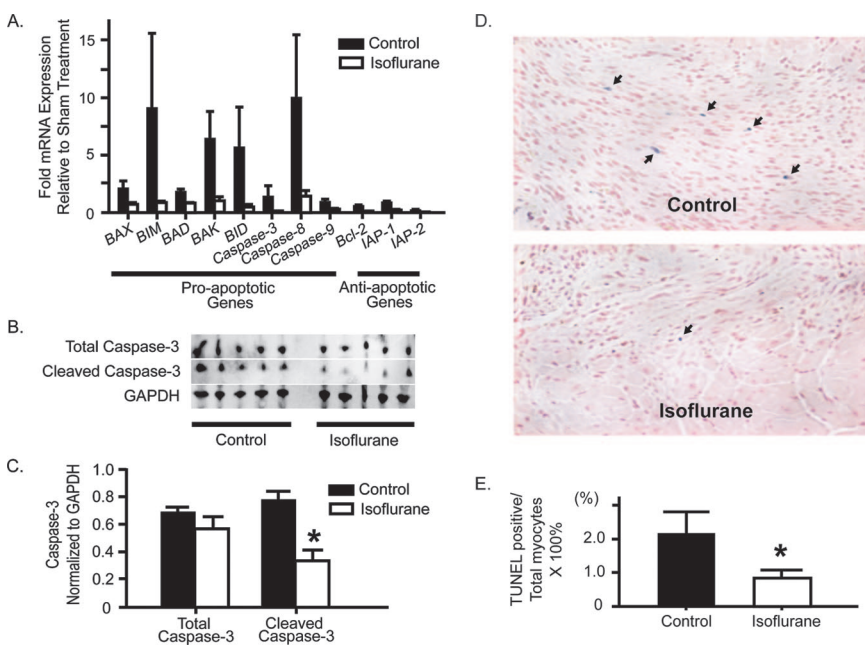 A.
Fold mRNA Expression
Relative to Sham Treatment
15
10
5
0
Control
Isoflurane
BAX
BIM
BAD
BAK
BID
Caspase-3
Caspase-8
Caspase-9
Bcl-2
IAP-1
IAP-2
Pro-apoptotic
Genes
Anti-apoptotic
Genes
B.
Total Caspase-3
Cleaved Caspase-3
GAPDH
Control
Isoflurane
C.
Caspase-3
Normalized to GAPDH
1.0
0.8
0.6
0.4
0.2
0
Control
Isoflurane
*
Total
Caspase-3
Cleaved
Caspase-3
D.
Control
Isoflurane
E.
TUNEL positive/
Total myocytes
X 100%
(%)
2.0
1.0
0
*
Control
Isoflurane